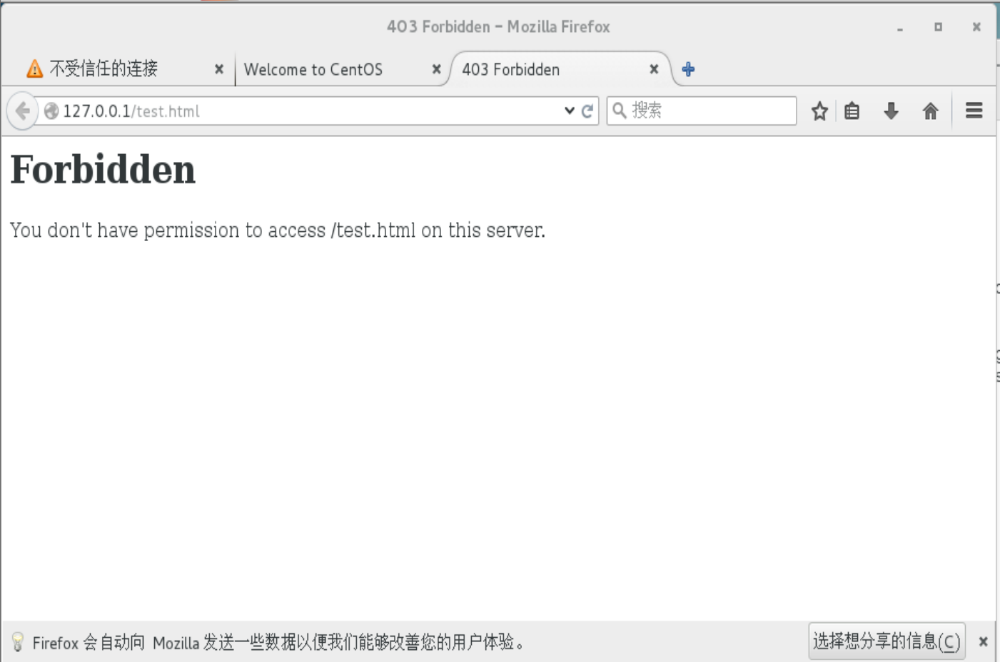 403 Forbidden - Mozilla Firefox
不受信任的连接
Welcome to CentOS
403 Forbidden
127.0.0.1/test.html
搜索
Forbidden
You don't have permission to access /test.html on this server.
Firefox 会自动向 Mozilla 发送一些数据以便我们能够改善您的用户体验。
选择想分享的信息(C)